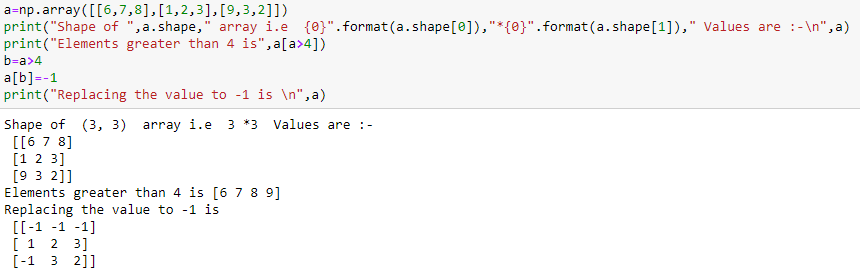 a=np.array([[6,7,8],[1,2,3],[9,3,2]])
print("Shape of ",a.shape," array i.e  {0}".format(a.shape[0]),"*{0}".format(a.shape[1])," Values are :-\n",a)
print("Elements greater than 4 is",a[a>4])
b=a>4
a[b]=-1
print("Replacing the value to -1 is \n",a)
Shape of  (3, 3)  array i.e  3 *3  Values are :-
 [[6 7 8]
 [1 2 3]
 [9 3 2]]
Elements greater than 4 is [6 7 8 9]
Replacing the value to -1 is 
 [[-1 -1 -1]
 [ 1  2  3]
 [-1  3  2]]